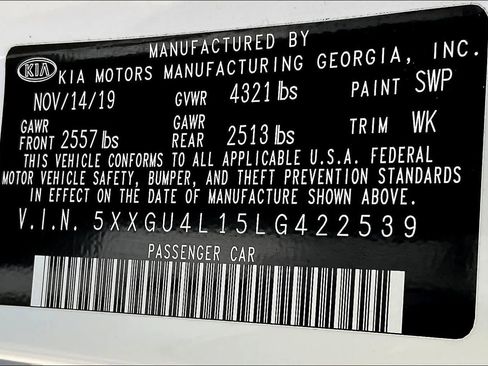 MANUFACTURED BY
KIA KIA MOTORS MANUFACTURING GEORGIA, INC.
NOV/14/19 GVWR 4321 lbs PAINT SWP
GAWR FRONT 2557 lbs GAWR REAR 2513 lbs TRIM WK
THIS VEHICLE CONFORMS TO ALL APPLICABLE U.S.A. FEDERAL
MOTOR VEHICLE SAFETY, BUMPER, AND THEFT PREVENTION STANDARDS
IN EFFECT ON THE DATE OF MANUFACTURE SHOWN ABOVE.
V.I.N. 5XXGU4L15LG422539
PASSENGER CAR